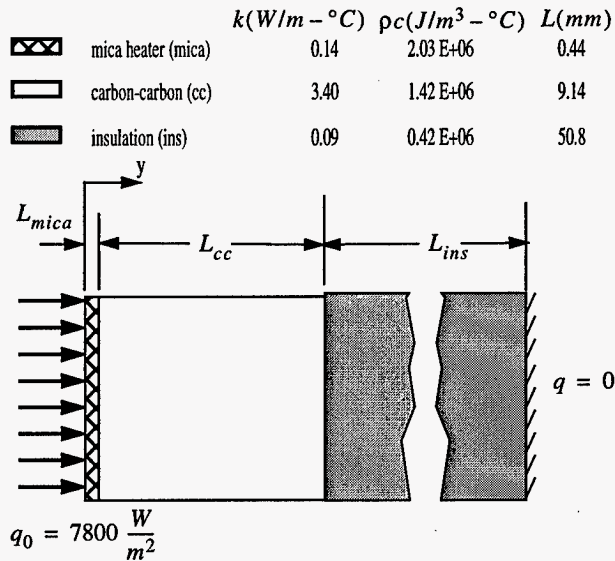 k(W/m – °C) ρc(J/m³ – °C) L(mm)
mica heater (mica) 0.14 2.03 E+06 0.44
carbon-carbon (cc) 3.40 1.42 E+06 9.14
insulation (ins) 0.09 0.42 E+06 50.8
y
L_mica
L_cc
L_ins
q = 0
q₀ = 7800 W/m²